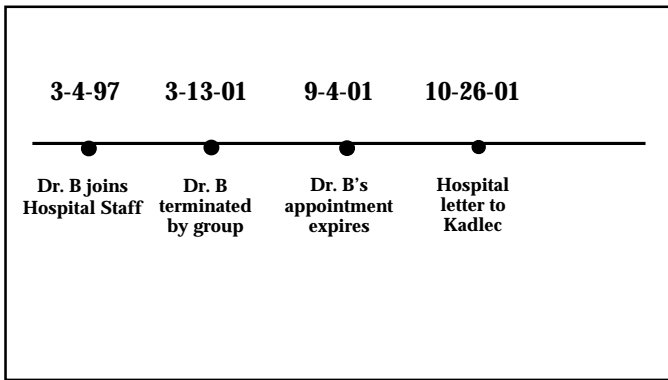 3-4-97 3-13-01 9-4-01 10-26-01
Dr. B joins
Hospital Staff
Dr. B
terminated
by group
Dr. B's
appointment
expires
Hospital
letter to
Kadlec